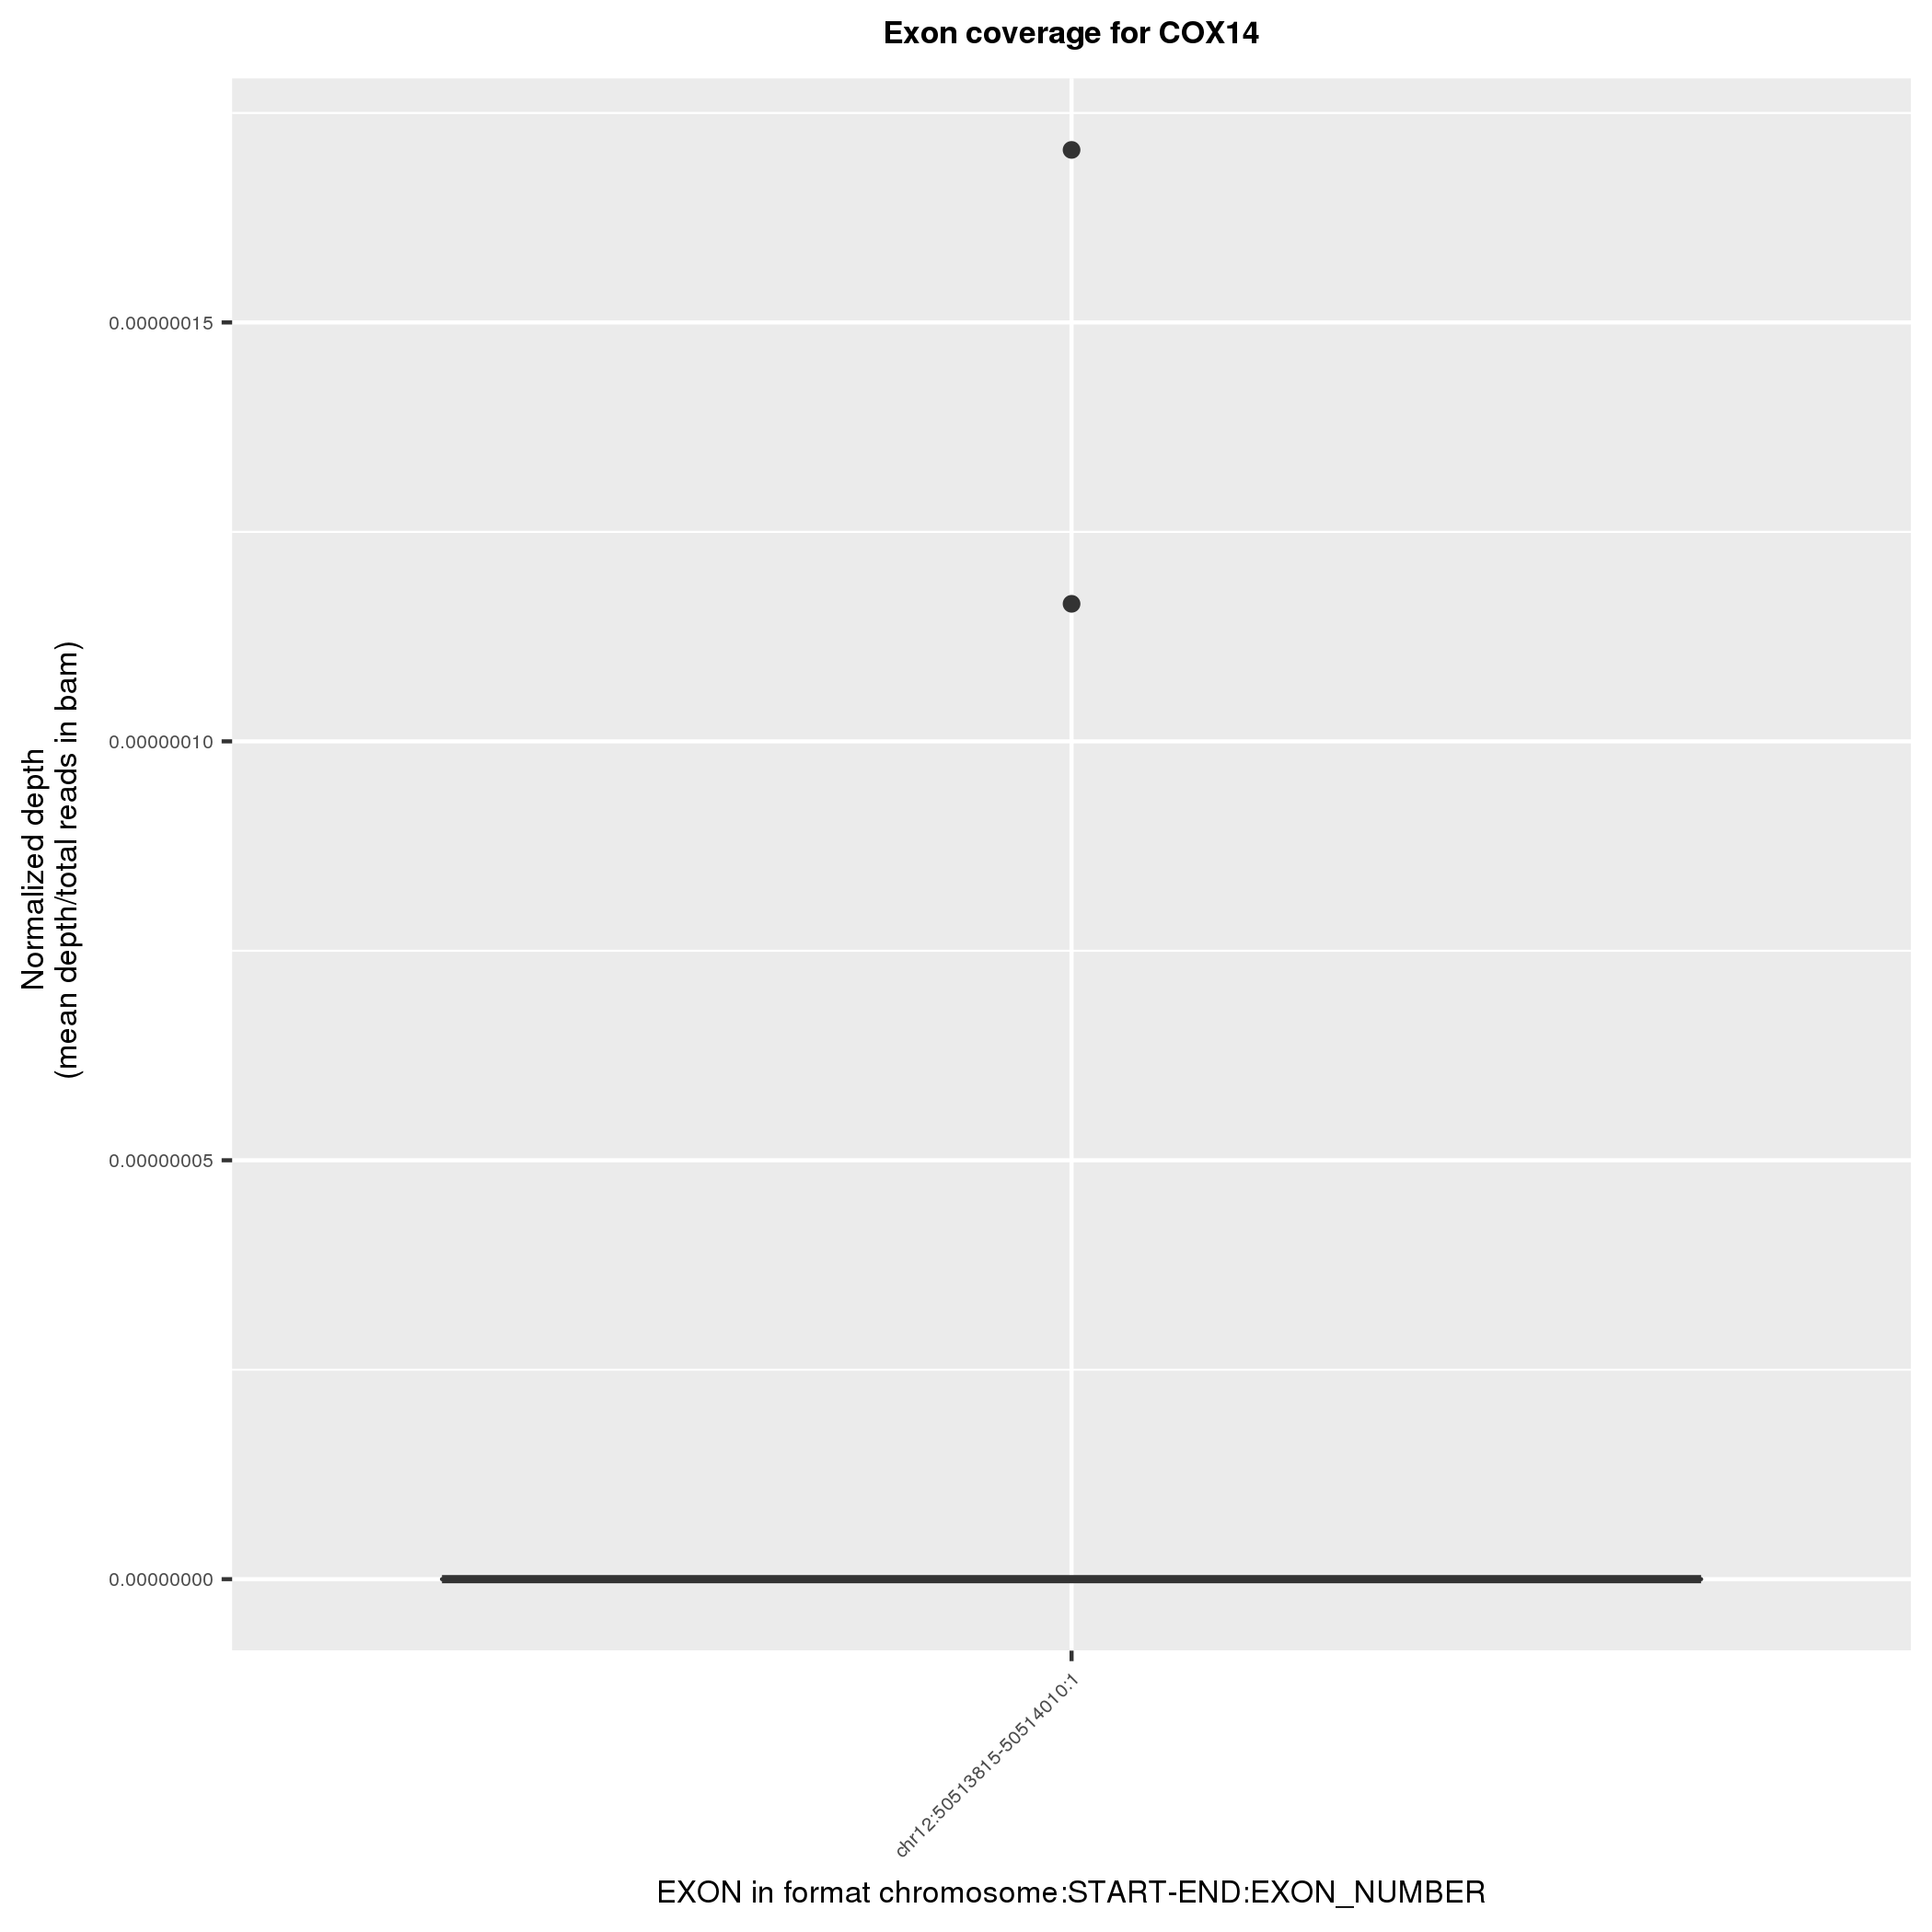 Exon coverage for COX14
Normalized depth
(mean depth/total reads in bam)
0.00000015
0.00000010
0.00000005
0.00000000
chr12:50513815-50514010:1
EXON in format chromosome:START-END:EXON_NUMBER